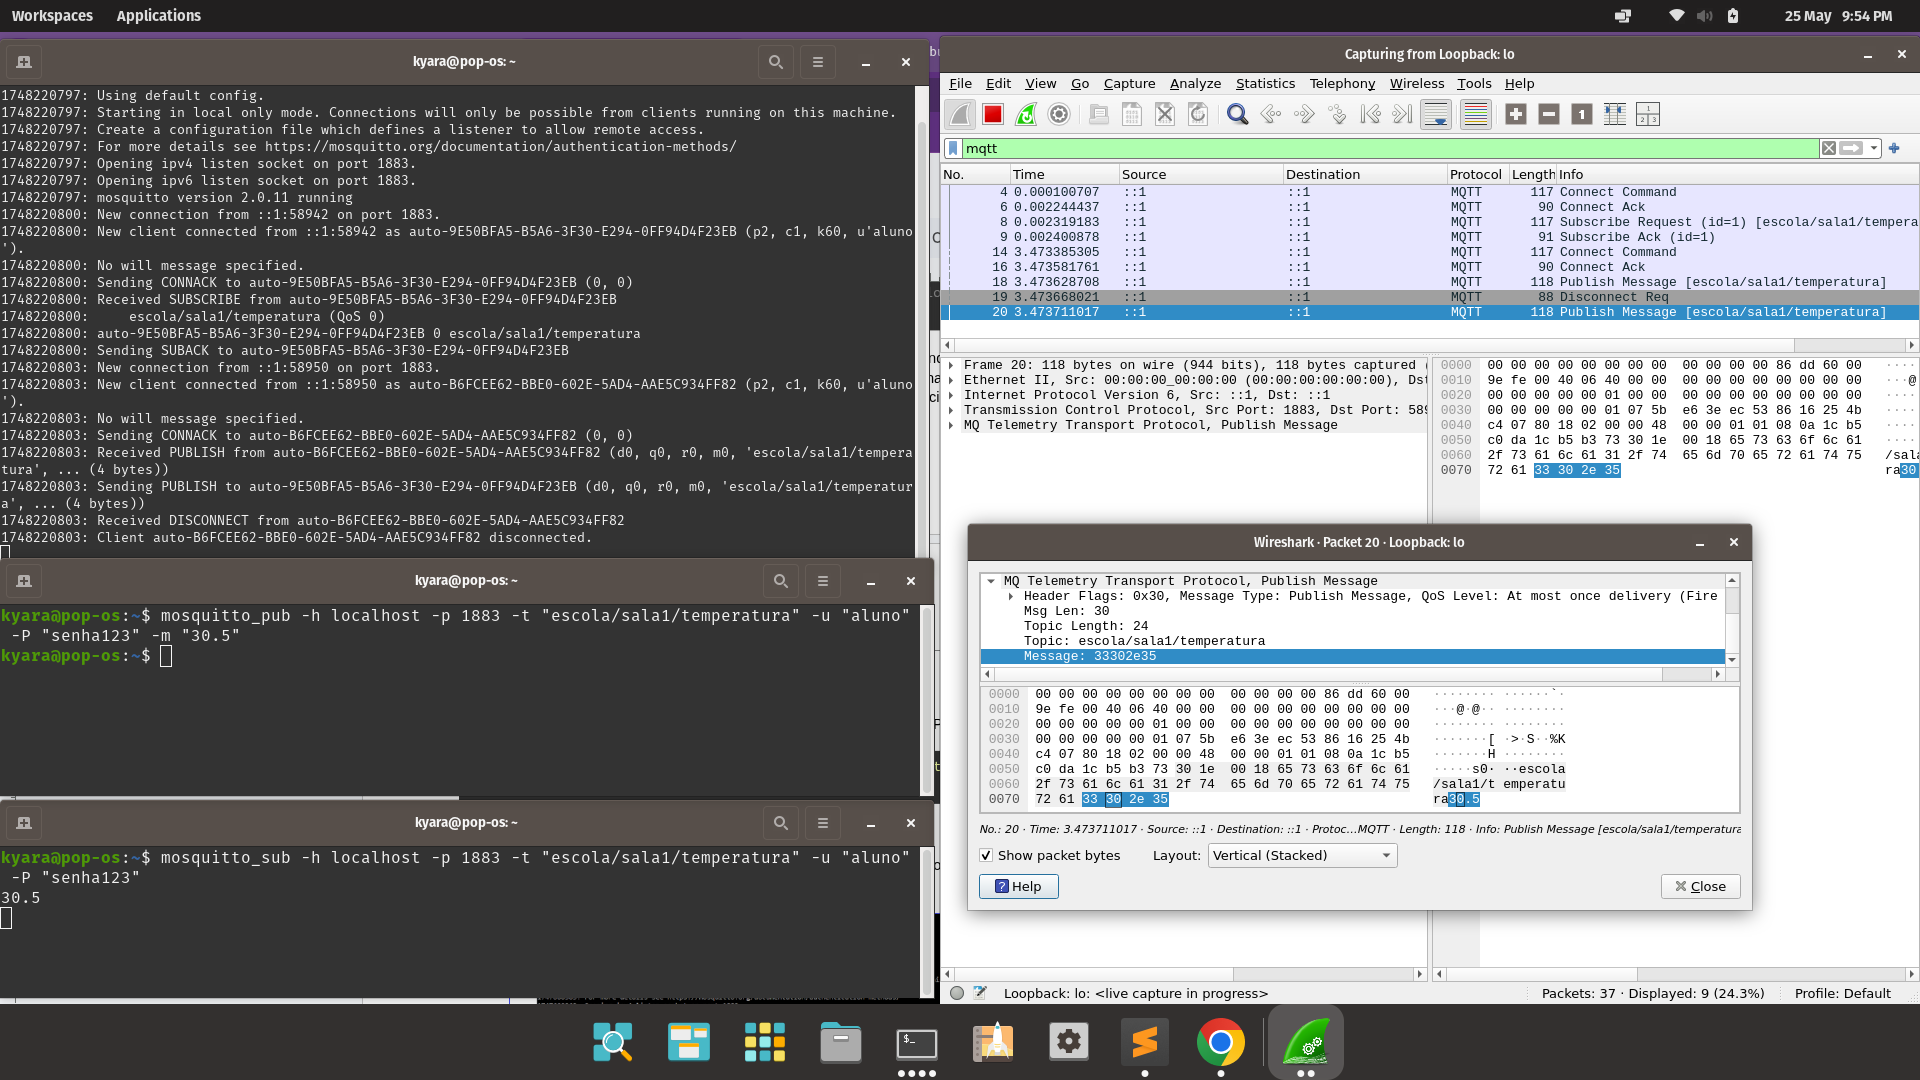 Workspaces Applications 25 May 9:54 PM
kyara@pop-os: ~
1748220797: Using default config.
1748220797: Starting in local only mode. Connections will only be possible from clients running on this machine.
1748220797: Create a configuration file which defines a listener to allow remote access.
1748220797: For more details see https://mosquitto.org/documentation/authentication-methods/
1748220797: Opening ipv4 listen socket on port 1883.
1748220797: Opening ipv6 listen socket on port 1883.
1748220797: mosquitto version 2.0.11 running
1748220800: New connection from ::1:58942 on port 1883.
1748220800: New client connected from ::1:58942 as auto-9E50BFA5-B5A6-3F30-E294-0FF94D4F23EB (p2, c1, k60, u'aluno
').
1748220800: No will message specified.
1748220800: Sending CONNACK to auto-9E50BFA5-B5A6-3F30-E294-0FF94D4F23EB (0, 0)
1748220800: Received SUBSCRIBE from auto-9E50BFA5-B5A6-3F30-E294-0FF94D4F23EB
1748220800:     escola/sala1/temperatura (QoS 0)
1748220800: auto-9E50BFA5-B5A6-3F30-E294-0FF94D4F23EB 0 escola/sala1/temperatura
1748220800: Sending SUBACK to auto-9E50BFA5-B5A6-3F30-E294-0FF94D4F23EB
1748220803: New connection from ::1:58950 on port 1883.
1748220803: New client connected from ::1:58950 as auto-B6FCEE62-BBE0-602E-5AD4-AAE5C934FF82 (p2, c1, k60, u'aluno
').
1748220803: No will message specified.
1748220803: Sending CONNACK to auto-B6FCEE62-BBE0-602E-5AD4-AAE5C934FF82 (0, 0)
1748220803: Received PUBLISH from auto-B6FCEE62-BBE0-602E-5AD4-AAE5C934FF82 (d0, q0, r0, m0, 'escola/sala1/tempera
tura', ... (4 bytes))
1748220803: Sending PUBLISH to auto-9E50BFA5-B5A6-3F30-E294-0FF94D4F23EB (d0, q0, r0, m0, 'escola/sala1/temperatur
a', ... (4 bytes))
1748220803: Received DISCONNECT from auto-B6FCEE62-BBE0-602E-5AD4-AAE5C934FF82
1748220803: Client auto-B6FCEE62-BBE0-602E-5AD4-AAE5C934FF82 disconnected.
kyara@pop-os: ~
kyara@pop-os:~$ mosquitto_pub -h localhost -p 1883 -t "escola/sala1/temperatura" -u "aluno"
-P "senha123" -m "30.5"
kyara@pop-os:~$
kyara@pop-os: ~
kyara@pop-os:~$ mosquitto_sub -h localhost -p 1883 -t "escola/sala1/temperatura" -u "aluno"
-P "senha123"
30.5
Capturing from Loopback: lo
File Edit View Go Capture Analyze Statistics Telephony Wireless Tools Help
mqtt
No. Time Source Destination Protocol Length Info
4 0.000100707 ::1 ::1 MQTT 117 Connect Command
6 0.002244437 ::1 ::1 MQTT 90 Connect Ack
8 0.002319183 ::1 ::1 MQTT 117 Subscribe Request (id=1) [escola/sala1/tempera
9 0.002400878 ::1 ::1 MQTT 91 Subscribe Ack (id=1)
14 3.473385305 ::1 ::1 MQTT 117 Connect Command
16 3.473581761 ::1 ::1 MQTT 90 Connect Ack
18 3.473628708 ::1 ::1 MQTT 118 Publish Message [escola/sala1/temperatura]
19 3.473668021 ::1 ::1 MQTT 88 Disconnect Req
20 3.473711017 ::1 ::1 MQTT 118 Publish Message [escola/sala1/temperatura]
Frame 20: 118 bytes on wire (944 bits), 118 bytes captured (
Ethernet II, Src: 00:00:00_00:00:00 (00:00:00:00:00:00), Dst
Internet Protocol Version 6, Src: ::1, Dst: ::1
Transmission Control Protocol, Src Port: 1883, Dst Port: 589
MQ Telemetry Transport Protocol, Publish Message
0000 00 00 00 00 00 00 00 00 00 00 00 00 86 dd 60 00 ····
0010 9e fe 00 40 06 40 00 00 00 00 00 00 00 00 00 00 ···@
0020 00 00 00 00 00 01 00 00 00 00 00 00 00 00 00 00 ····
0030 00 00 00 00 00 01 07 5b e6 3e ec 53 86 16 25 4b ····
0040 c4 07 80 18 02 00 00 48 00 00 01 01 08 0a 1c b5 ····
0050 c0 da 1c b5 b3 73 30 1e 00 18 65 73 63 6f 6c 61 ····
0060 2f 73 61 6c 61 31 2f 74 65 6d 70 65 72 61 74 75 /sala
0070 72 61 33 30 2e 35 ra30
Wireshark · Packet 20 · Loopback: lo
MQ Telemetry Transport Protocol, Publish Message
Header Flags: 0x30, Message Type: Publish Message, QoS Level: At most once delivery (Fire
Msg Len: 30
Topic Length: 24
Topic: escola/sala1/temperatura
Message: 33302e35
0000 00 00 00 00 00 00 00 00 00 00 00 00 86 dd 60 00 ········ ······`·
0010 9e fe 00 40 06 40 00 00 00 00 00 00 00 00 00 00 ···@·@·· ········
0020 00 00 00 00 00 01 00 00 00 00 00 00 00 00 00 00 ········ ········
0030 00 00 00 00 00 01 07 5b e6 3e ec 53 86 16 25 4b ·······[ ·>·S··%K
0040 c4 07 80 18 02 00 00 48 00 00 01 01 08 0a 1c b5 ·······H ········
0050 c0 da 1c b5 b3 73 30 1e 00 18 65 73 63 6f 6c 61 ·····s0· ··escola
0060 2f 73 61 6c 61 31 2f 74 65 6d 70 65 72 61 74 75 /sala1/t emperatu
0070 72 61 33 30 2e 35 ra30.5
No.: 20 · Time: 3.473711017 · Source: ::1 · Destination: ::1 · Protoc...MQTT · Length: 118 · Info: Publish Message [escola/sala1/temperatura
Show packet bytes Layout: Vertical (Stacked)
Help Close
Loopback: lo: <live capture in progress> Packets: 37 · Displayed: 9 (24.3%) Profile: Default